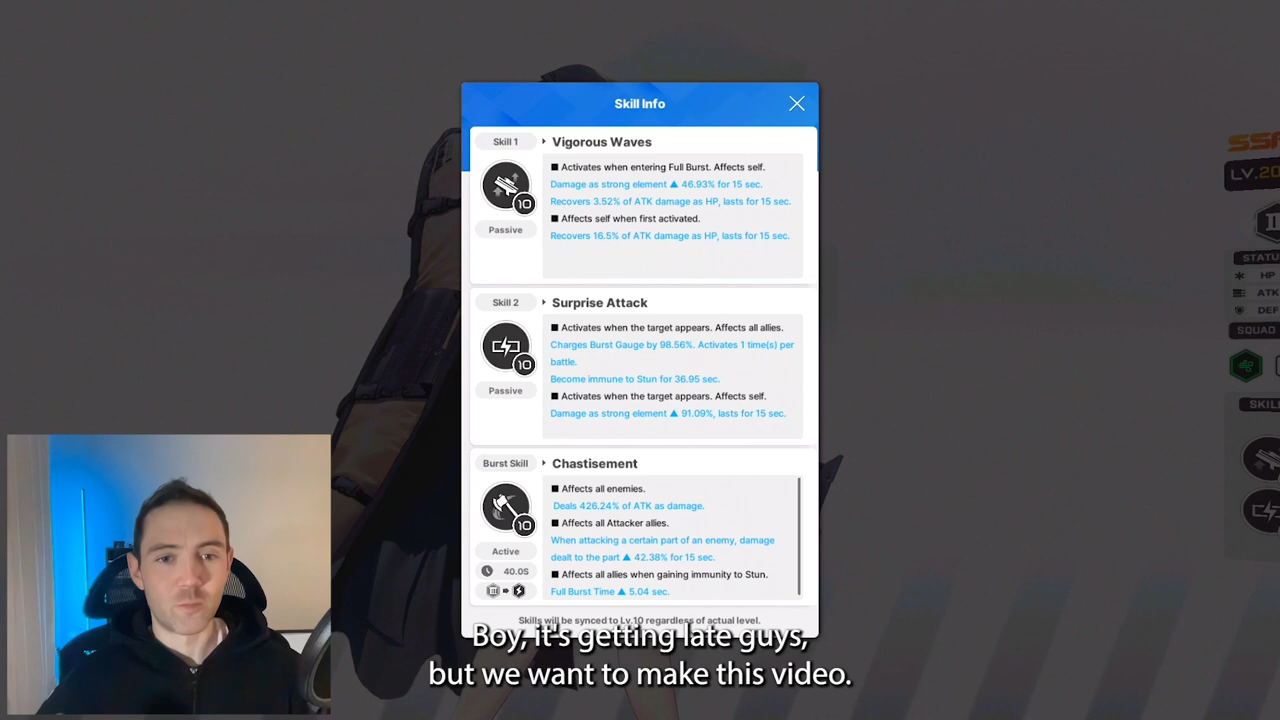 Skill Info
Skill 1
Vigorous Waves
■ Activates when entering Full Burst. Affects self.
Damage as strong element ▲ 46.93% for 15 sec.
Recovers 3.52% of ATK damage as HP, lasts for 15 sec.
■ Affects self when first activated.
Recovers 16.5% of ATK damage as HP, lasts for 15 sec.
10
Passive
Skill 2
Surprise Attack
■ Activates when the target appears. Affects all allies.
Charges Burst Gauge by 98.56%. Activates 1 time(s) per
battle.
Become immune to Stun for 36.95 sec.
■ Activates when the target appears. Affects self.
Damage as strong element ▲ 91.09%, lasts for 15 sec.
10
Passive
Burst Skill
Chastisement
■ Affects all enemies.
Deals 426.24% of ATK as damage.
■ Affects all Attacker allies.
When attacking a certain part of an enemy, damage
dealt to the part ▲ 42.38% for 15 sec.
■ Affects all allies when gaining immunity to Stun.
Full Burst Time ▲ 5.04 sec.
10
Active
40.0S
Skills will be synced to Lv.10 regardless of actual level.
Boy, it's getting late guys,
but we want to make this video.
SSR
LV.20
STATU
HP
ATK
DEF
SQUAD
SKILL